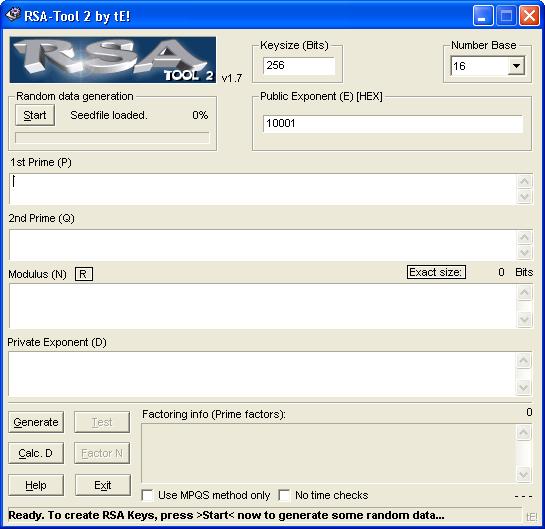 RSA-Tool 2 by tE!
RSA
TOOL 2
v1.7
Keysize (Bits)
256
Number Base
16
Random data generation
Start
Seedfile loaded.
0%
Public Exponent (E) [HEX]
10001
1st Prime (P)
2nd Prime (Q)
Modulus (N) R
Exact size: 0 Bits
Private Exponent (D)
Generate
Test
Factoring info (Prime factors):
0
Calc. D
Factor N
Help
Exit
Use MPQS method only
No time checks
---
Ready. To create RSA Keys, press >Start< now to generate some random data...
tE!